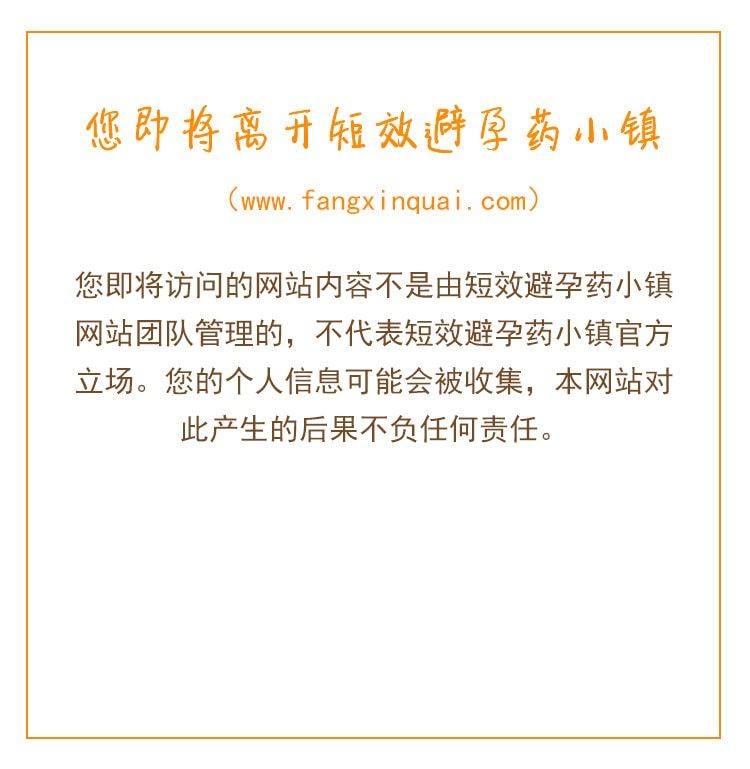 您即将离开短效避孕药小镇
（www.fangxinquai.com）
您即将访问的网站内容不是由短效避孕药小镇
网站团队管理的，不代表短效避孕药小镇官方
立场。您的个人信息可能会被收集，本网站对
此产生的后果不负任何责任。